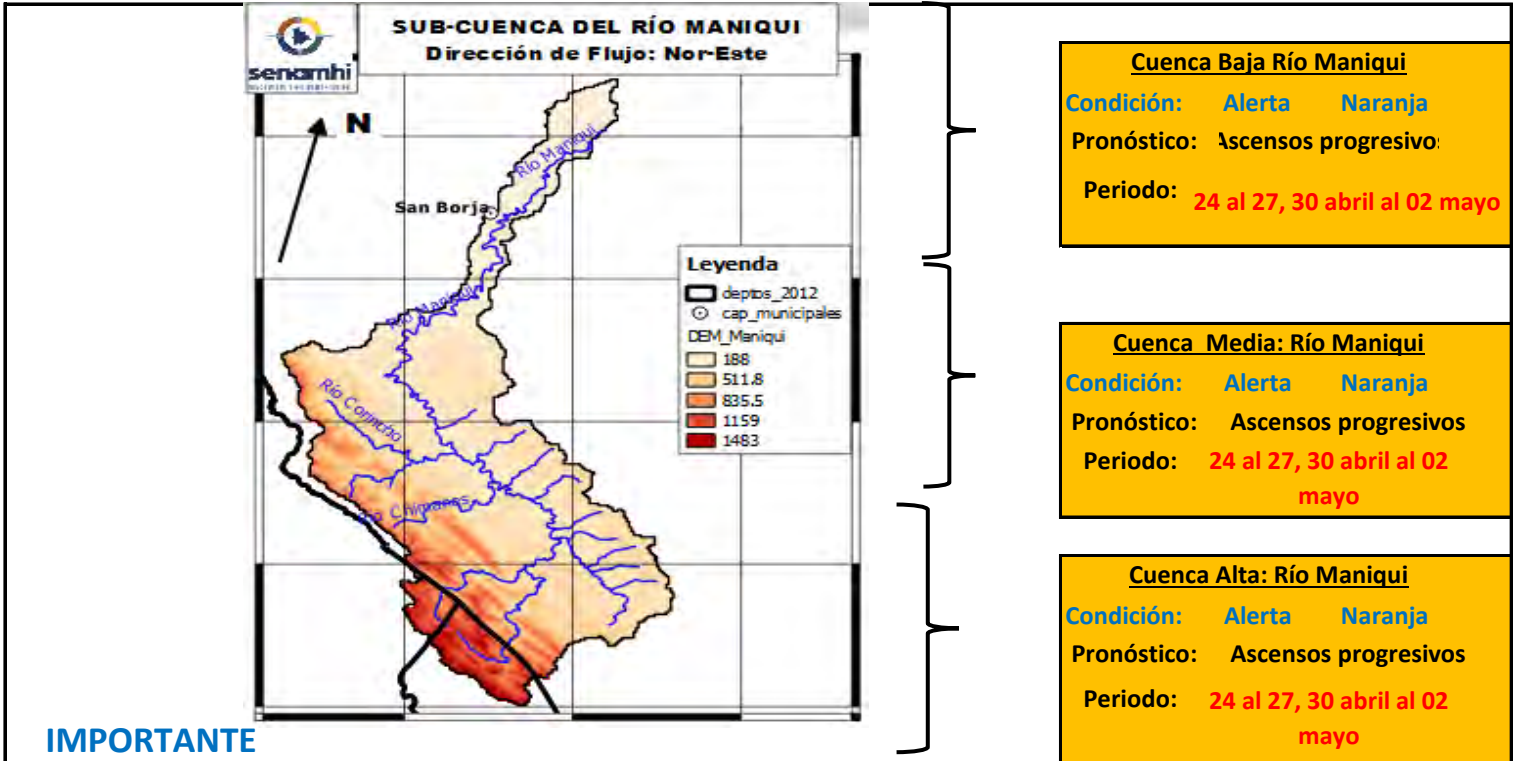 SUB-CUENCA DEL RÍO MANIQUI
Dirección de Flujo: Nor-Este
senamhi
N
Río Maniqui
San Borja
Río Maniqui
Río Corincho
Río Chimanes
Leyenda
deptos_2012
cap_municipales
DEM_Maniqui
188
511.8
835.5
1159
1483
Cuenca Baja Río Maniqui
Condición: Alerta Naranja
Pronóstico: Ascensos progresivos
Periodo: 24 al 27, 30 abril al 02 mayo
Cuenca Media: Río Maniqui
Condición: Alerta Naranja
Pronóstico: Ascensos progresivos
Periodo: 24 al 27, 30 abril al 02
mayo
Cuenca Alta: Río Maniqui
Condición: Alerta Naranja
Pronóstico: Ascensos progresivos
Periodo: 24 al 27, 30 abril al 02
mayo
IMPORTANTE